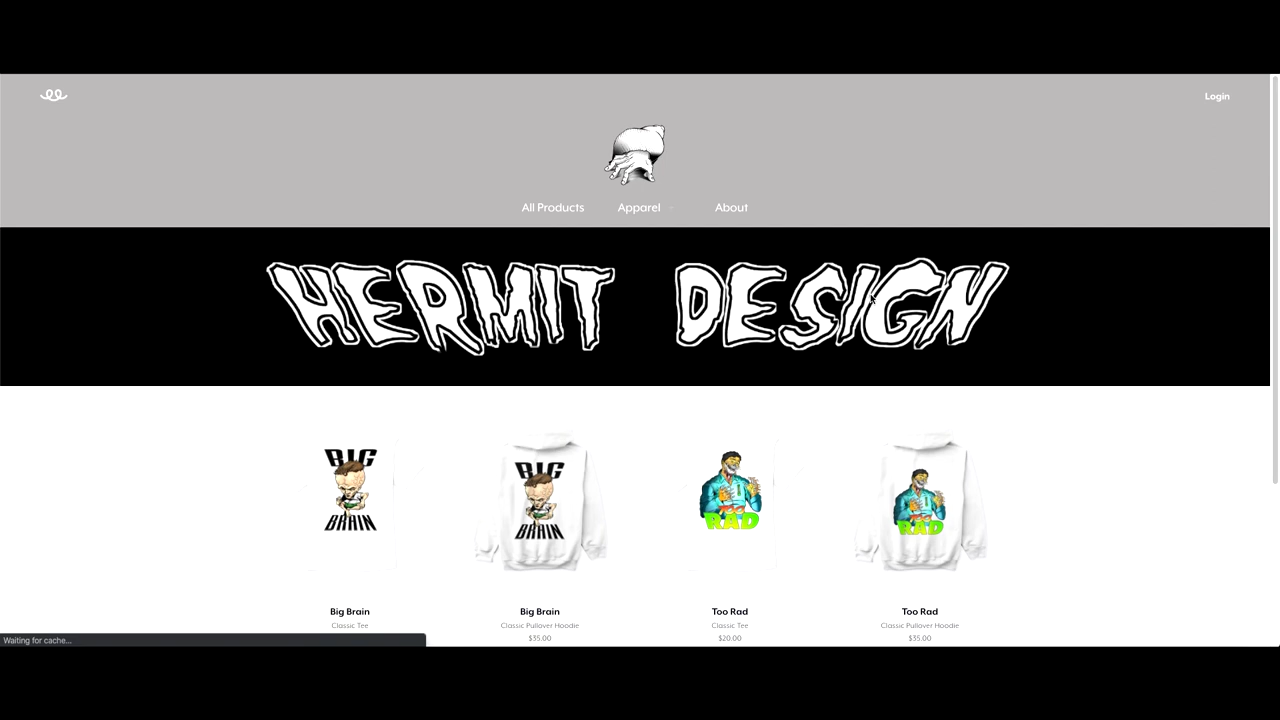 Login
All Products Apparel About
HERMIT DESIGN
BIG BRAIN
BIG BRAIN
RAD
RAD
Big Brain
Classic Tee
Big Brain
Classic Pullover Hoodie
$35.00
Too Rad
Classic Tee
$20.00
Too Rad
Classic Pullover Hoodie
$35.00
Waiting for cache...